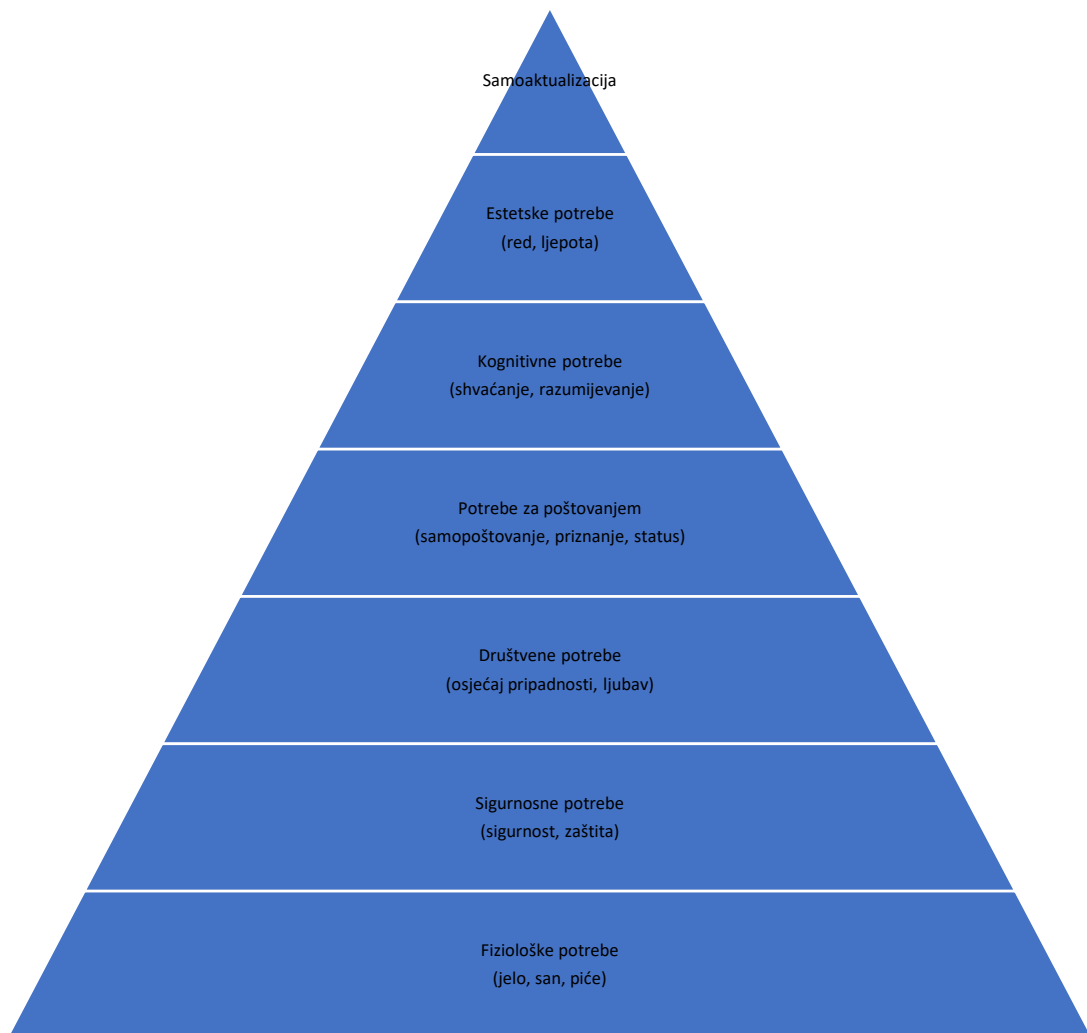 Samoaktualizacija
Estetske potrebe
(red, ljepota)
Kognitivne potrebe
(shvaćanje, razumijevanje)
Potrebe za poštovanjem
(samopoštovanje, priznanje, status)
Društvene potrebe
(osjećaj pripadnosti, ljubav)
Sigurnosne potrebe
(sigurnost, zaštita)
Fiziološke potrebe
(jelo, san, piće)